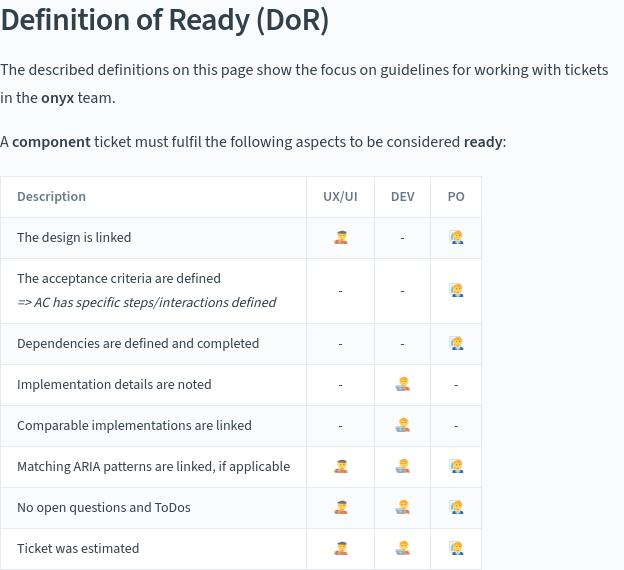 Definition of Ready (DoR)
The described definitions on this page show the focus on guidelines for working with tickets
in the onyx team.
A component ticket must fulfil the following aspects to be considered ready:
Description UX/UI DEV PO
The design is linked -
The acceptance criteria are defined
=> AC has specific steps/interactions defined - -
Dependencies are defined and completed - -
Implementation details are noted - -
Comparable implementations are linked - -
Matching ARIA patterns are linked, if applicable
No open questions and ToDos
Ticket was estimated